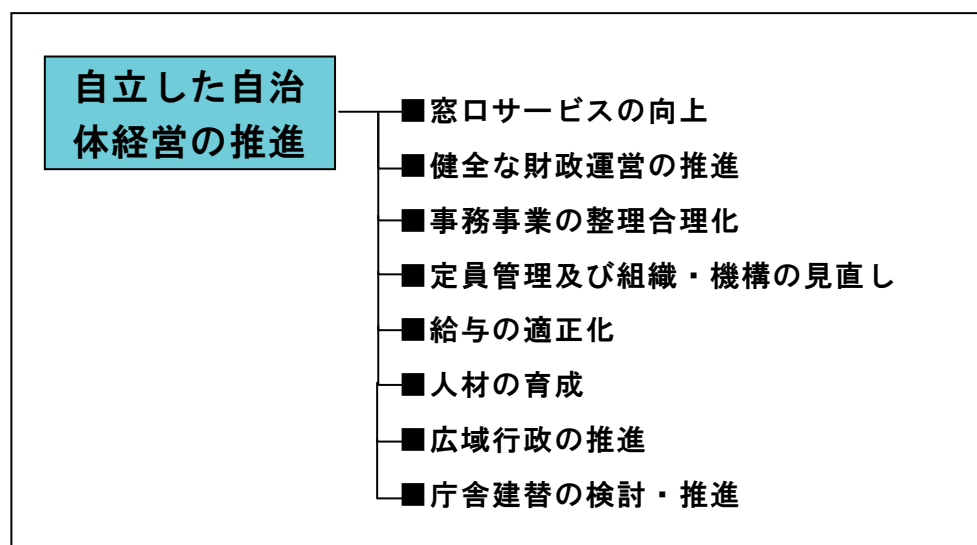 自立した自治
体経営の推進
■窓口サービスの向上
■健全な財政運営の推進
■事務事業の整理合理化
■定員管理及び組織・機構の見直し
■給与の適正化
■人材の育成
■広域行政の推進
■庁舎建替の検討・推進